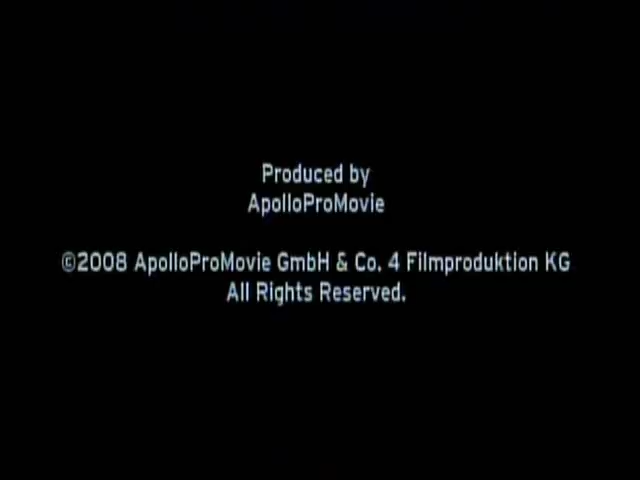 Produced by
ApolloProMovie
©2008 ApolloProMovie GmbH & Co. 4 Filmproduktion KG
All Rights Reserved.